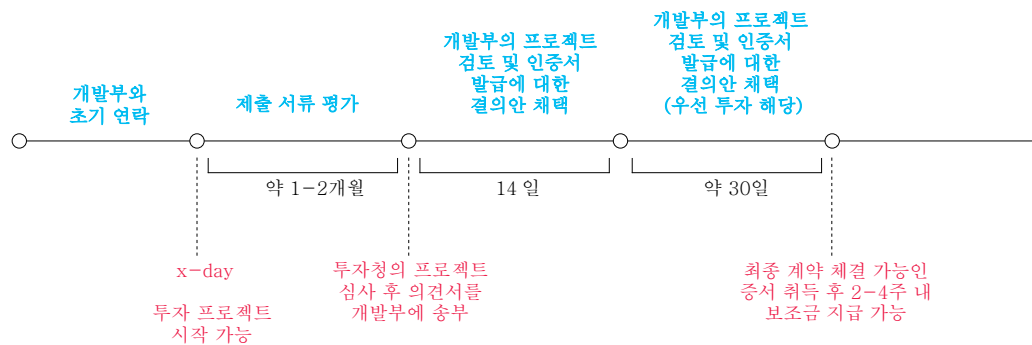 개발부와
초기 연락
제출 서류 평가
개발부의 프로젝트
검토 및 인증서
발급에 대한
결의안 채택
개발부의 프로젝트
검토 및 인증서
발급에 대한
결의안 채택
(우선 투자 해당)
약 1-2개월
14 일
약 30일
x-day
투자 프로젝트
시작 가능
투자청의 프로젝트
심사 후 의견서를
개발부에 송부
최종 계약 체결 가능인
증서 취득 후 2-4주 내
보조금 지급 가능